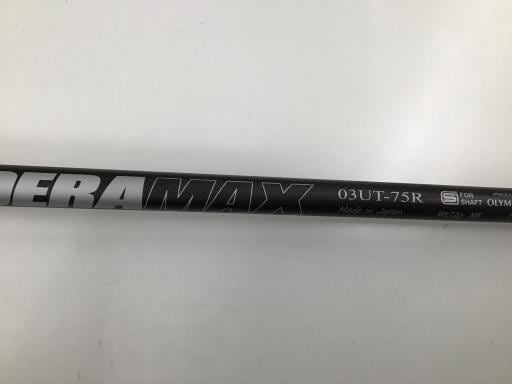 DERAMAX 03UT-75R
Made in Japan
S FOR SHAFT
OLYM